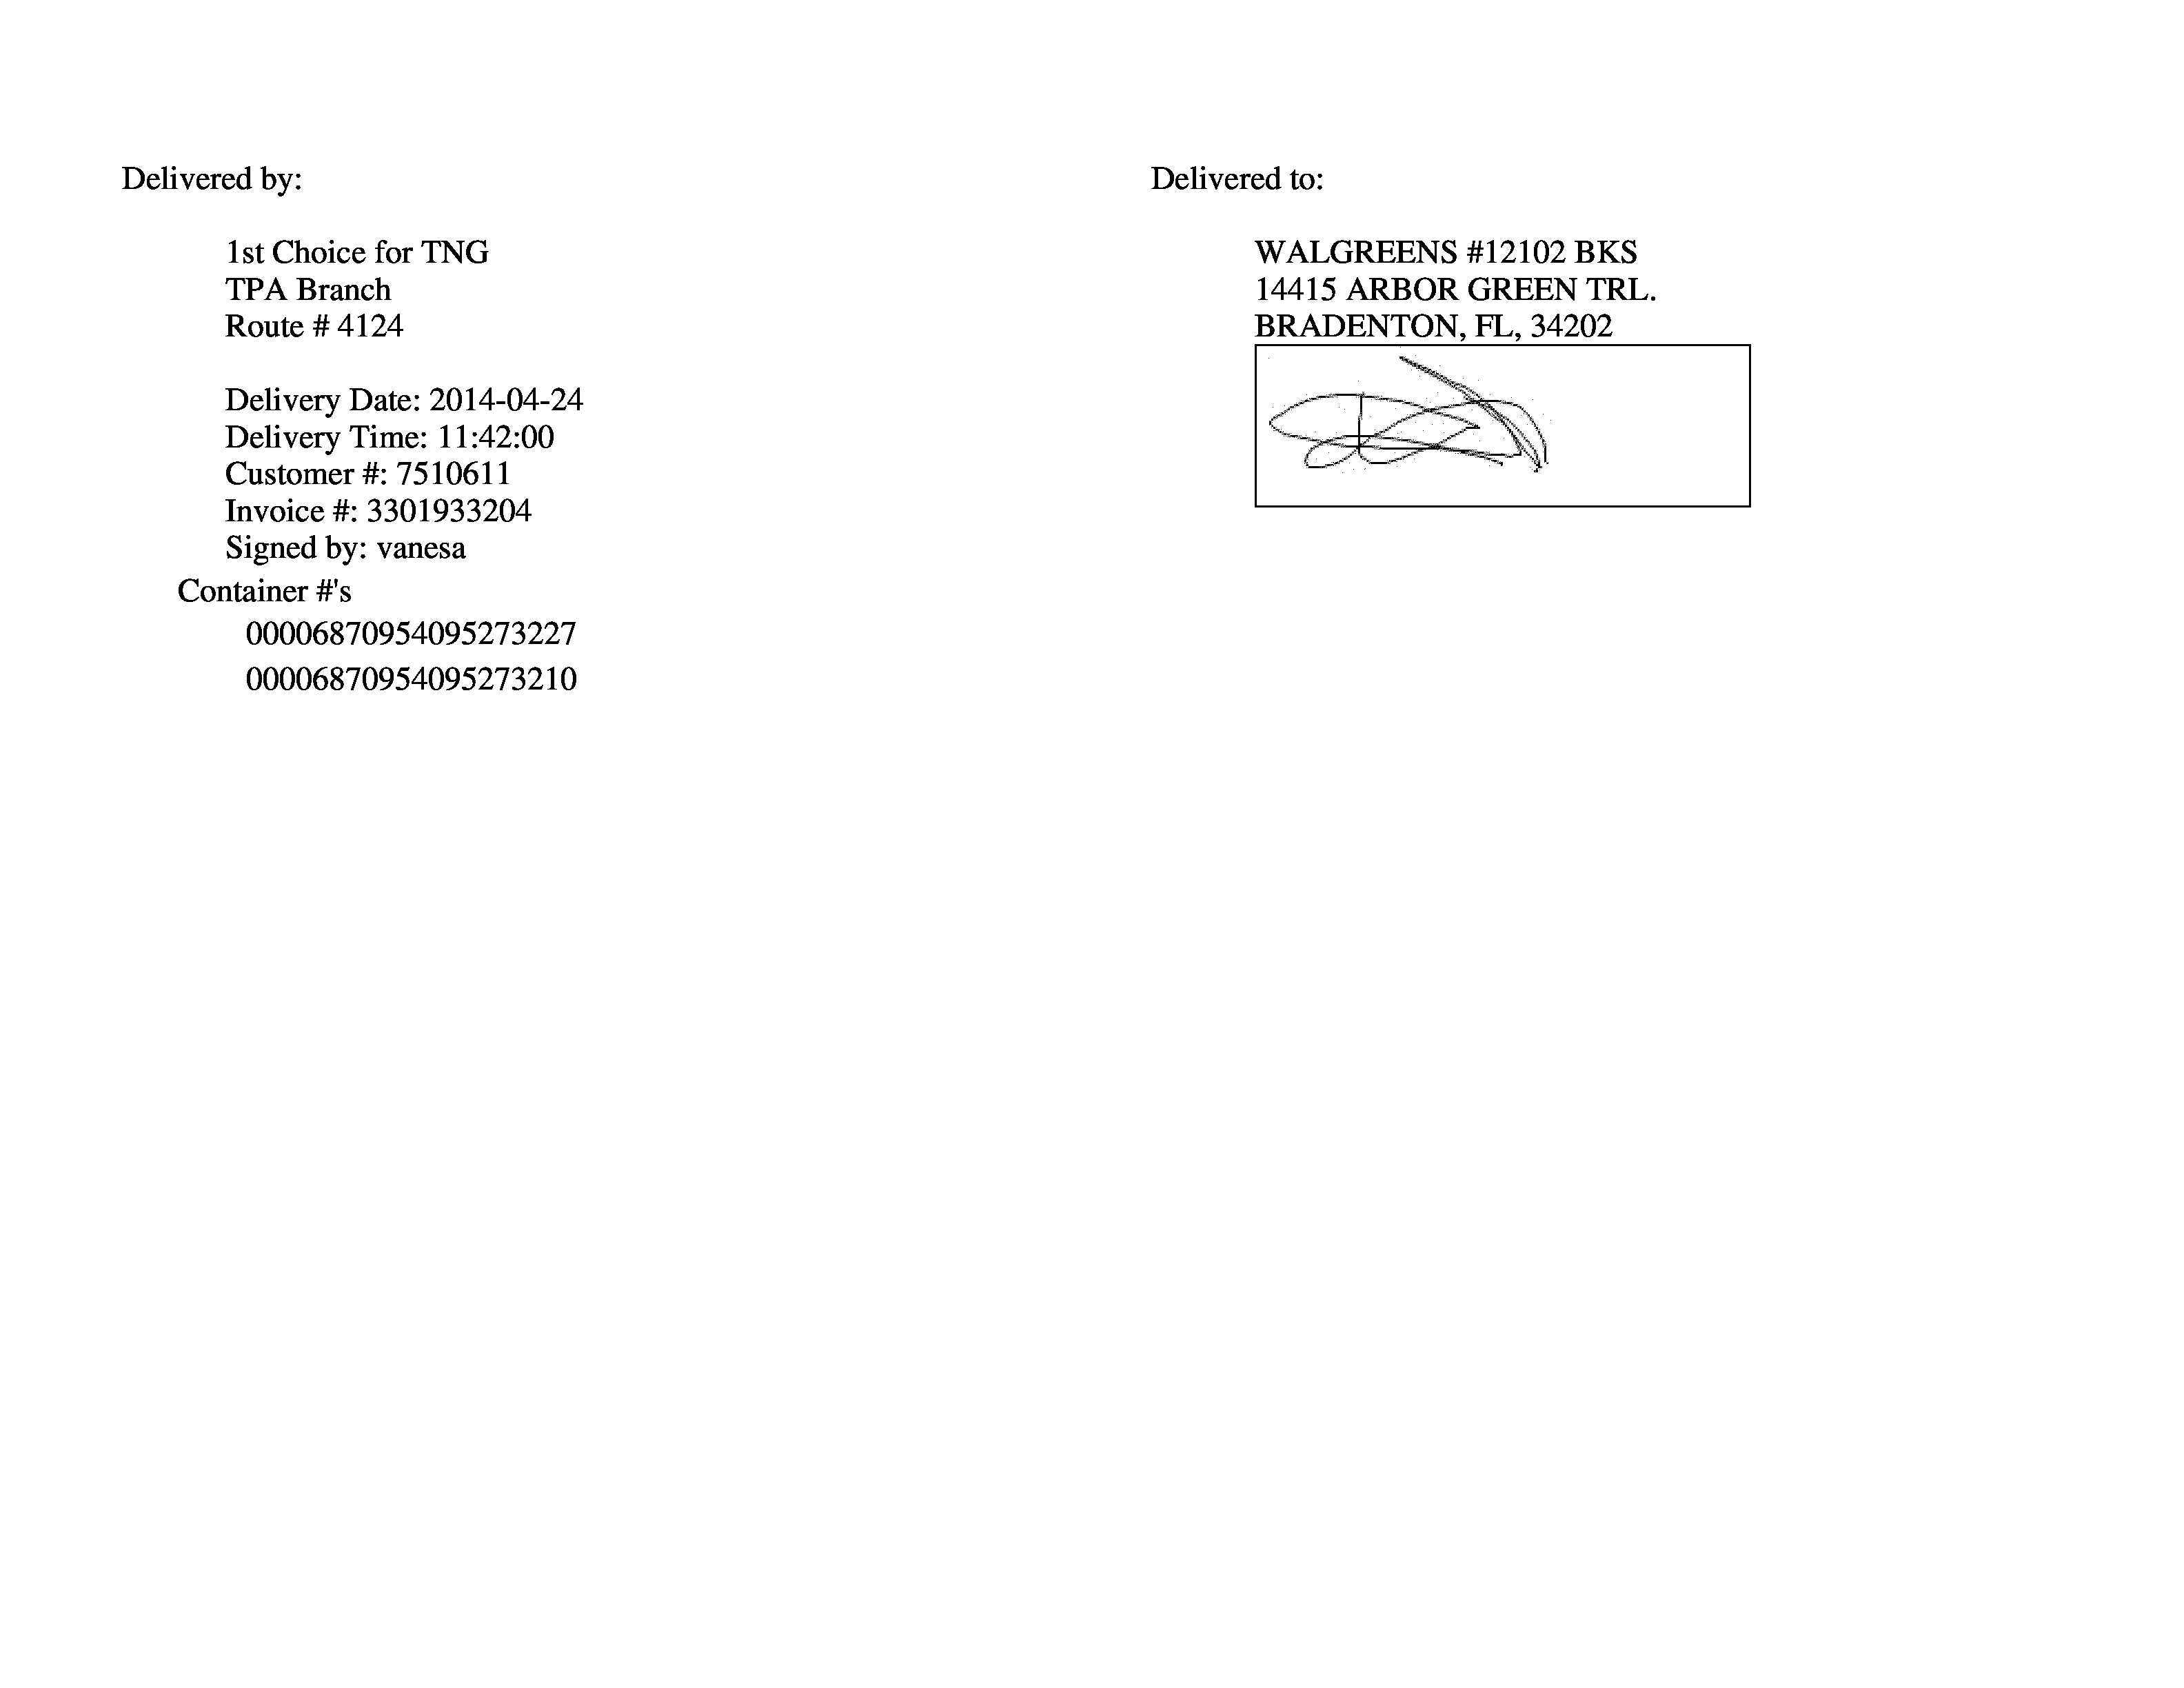 Delivered by:
1st Choice for TNG
TPA Branch
Route # 4124
Delivery Date: 2014-04-24
Delivery Time: 11:42:00
Customer #: 7510611
Invoice #: 3301933204
Signed by: vanesa
Container #'s
00006870954095273227
00006870954095273210
Delivered to:
WALGREENS #12102 BKS
14415 ARBOR GREEN TRL.
BRADENTON, FL, 34202